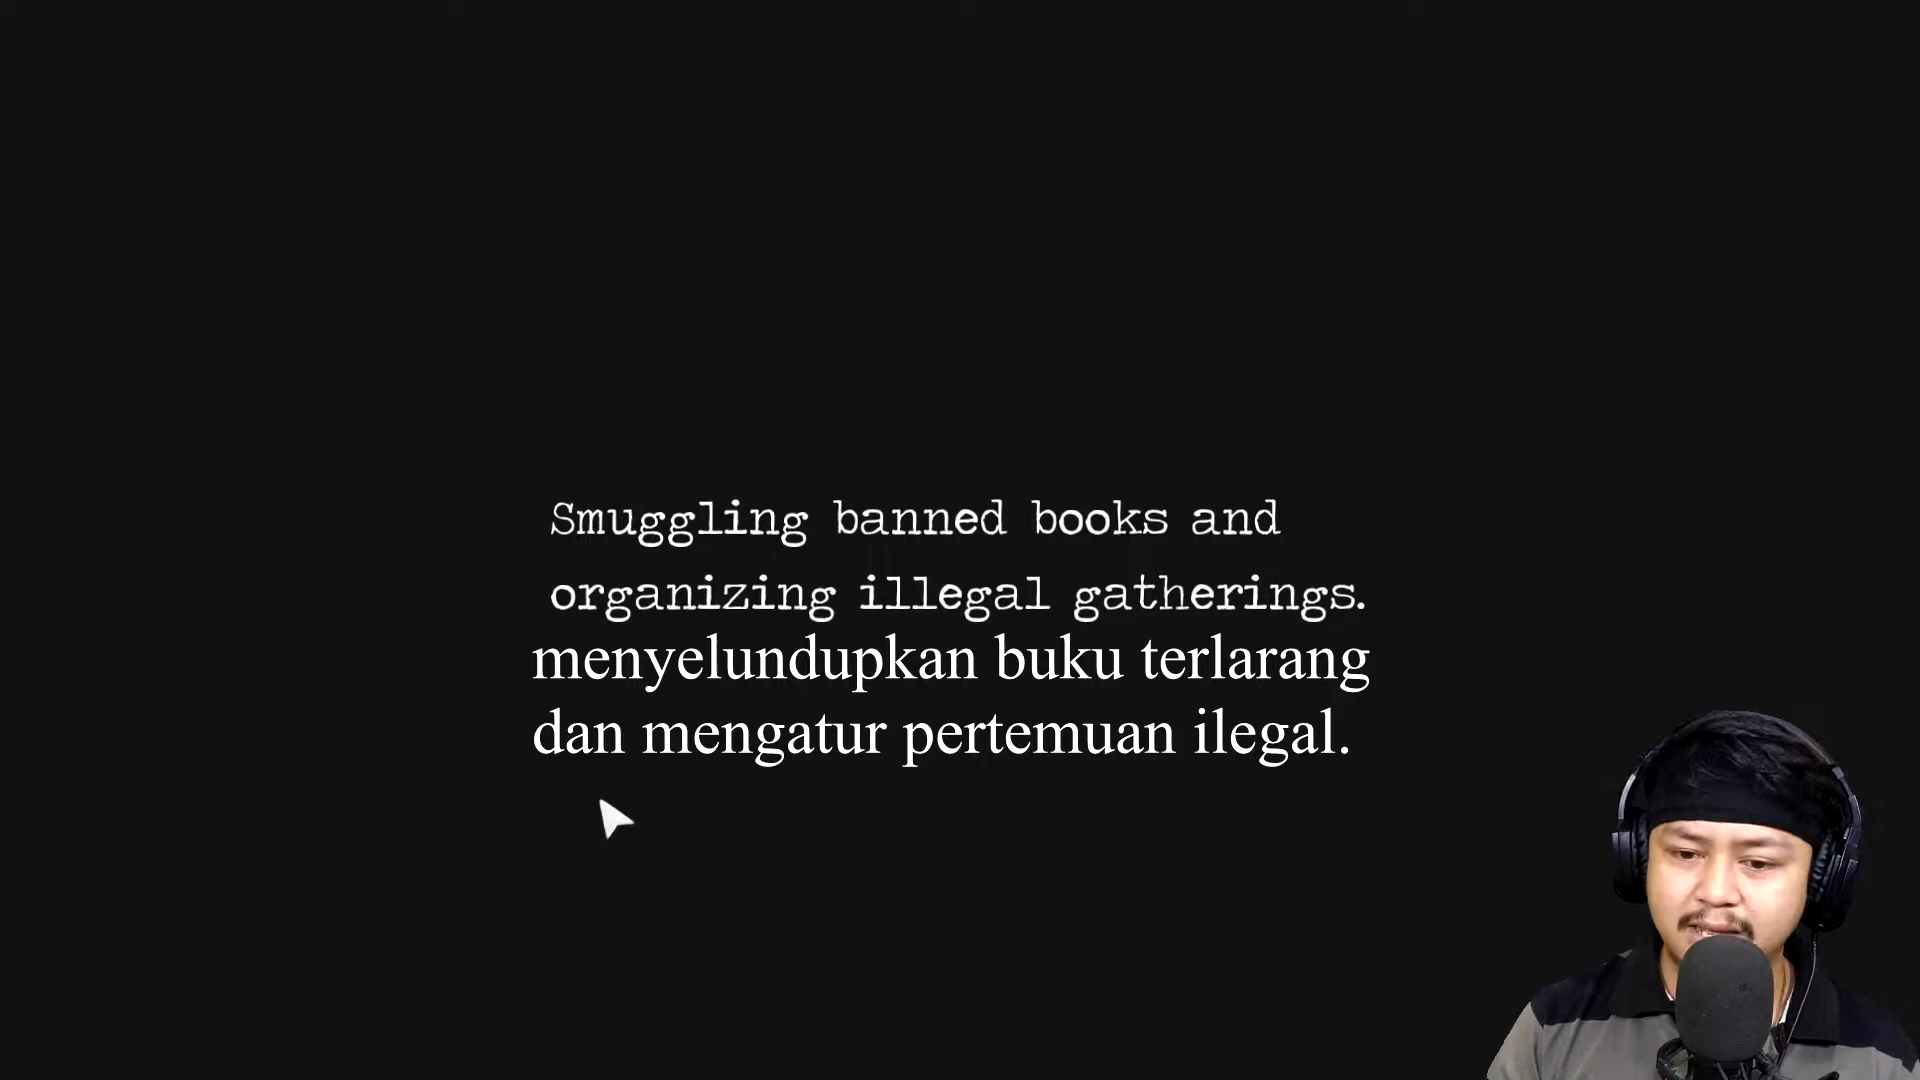 Smuggling banned books and
organizing illegal gatherings.
menyelundupkan buku terlarang
dan mengatur pertemuan ilegal.